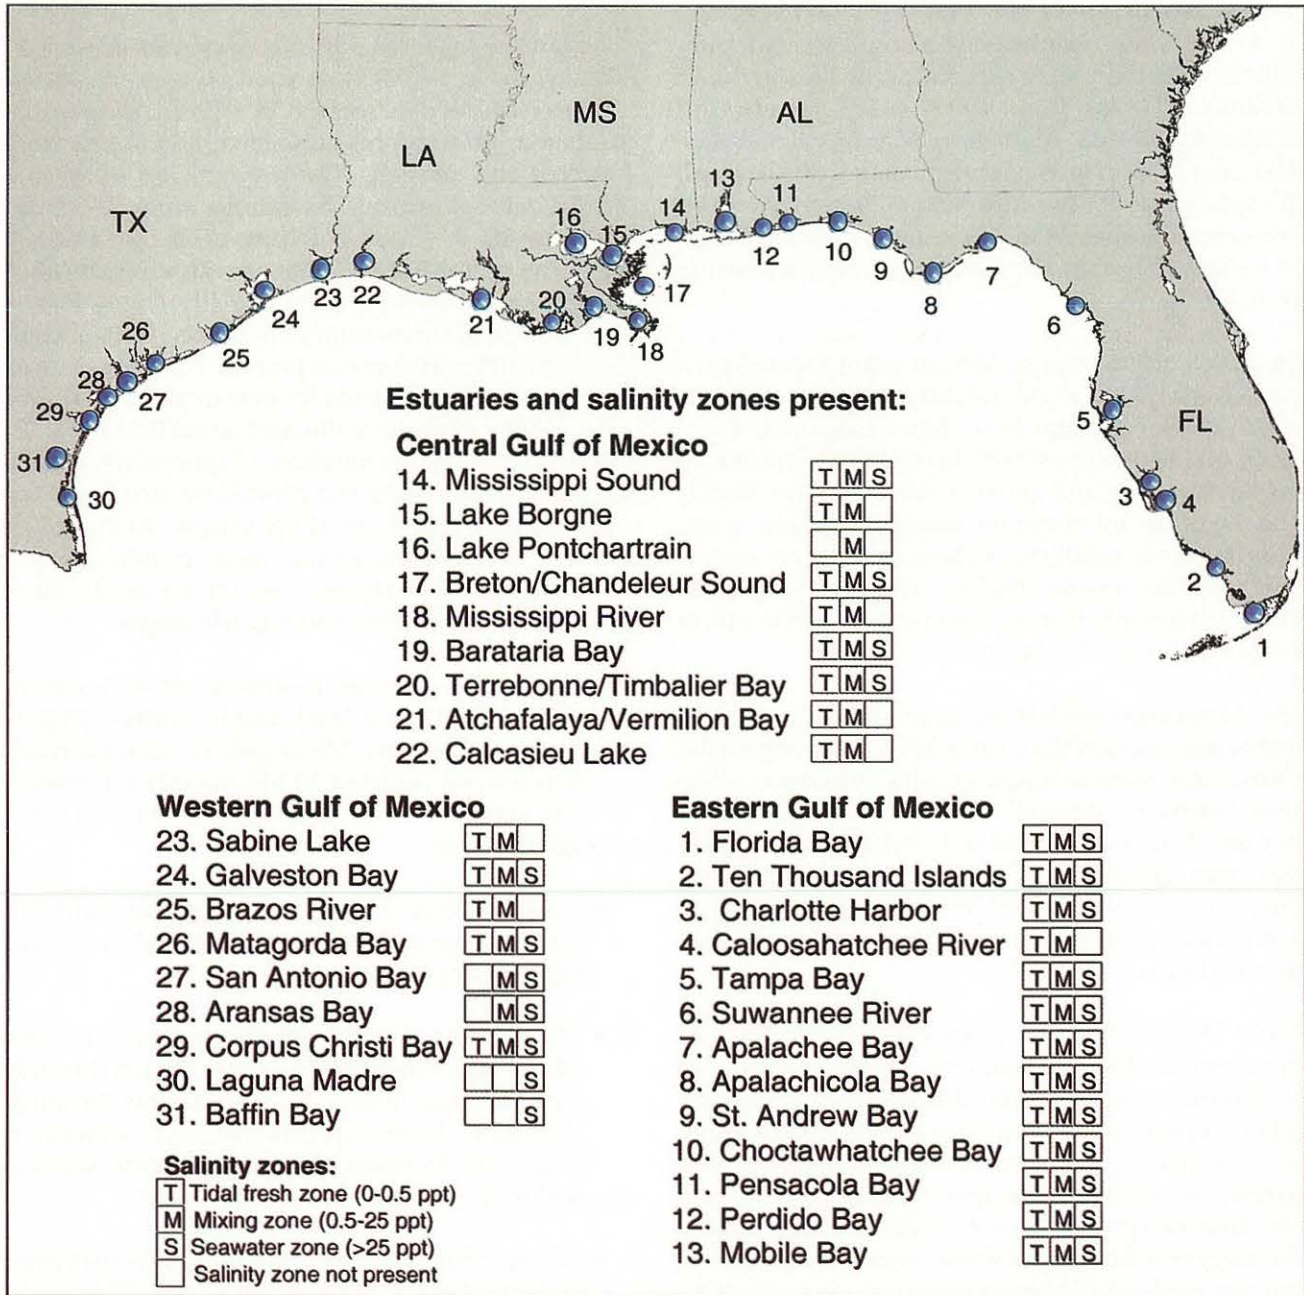 MS
AL
LA
TX
FL
13
11
14
16
15
12
10
9
7
17
8
23
22
20
21
19
18
24
6
26
25
28
27
5
29
31
3
4
30
2
1
Estuaries and salinity zones present:
Central Gulf of Mexico
14. Mississippi Sound T M S
15. Lake Borgne T M
16. Lake Pontchartrain M
17. Breton/Chandeleur Sound T M S
18. Mississippi River T M
19. Barataria Bay T M S
20. Terrebonne/Timbalier Bay T M S
21. Atchafalaya/Vermilion Bay T M
22. Calcasieu Lake T M
Western Gulf of Mexico
23. Sabine Lake T M
24. Galveston Bay T M S
25. Brazos River T M
26. Matagorda Bay T M S
27. San Antonio Bay M S
28. Aransas Bay M S
29. Corpus Christi Bay T M S
30. Laguna Madre S
31. Baffin Bay S
Salinity zones:
T Tidal fresh zone (0-0.5 ppt)
M Mixing zone (0.5-25 ppt)
S Seawater zone (>25 ppt)
Salinity zone not present
Eastern Gulf of Mexico
1. Florida Bay T M S
2. Ten Thousand Islands T M S
3. Charlotte Harbor T M S
4. Caloosahatchee River T M
5. Tampa Bay T M S
6. Suwannee River T M S
7. Apalachee Bay T M S
8. Apalachicola Bay T M S
9. St. Andrew Bay T M S
10. Choctawhatchee Bay T M S
11. Pensacola Bay T M S
12. Perdido Bay T M S
13. Mobile Bay T M S